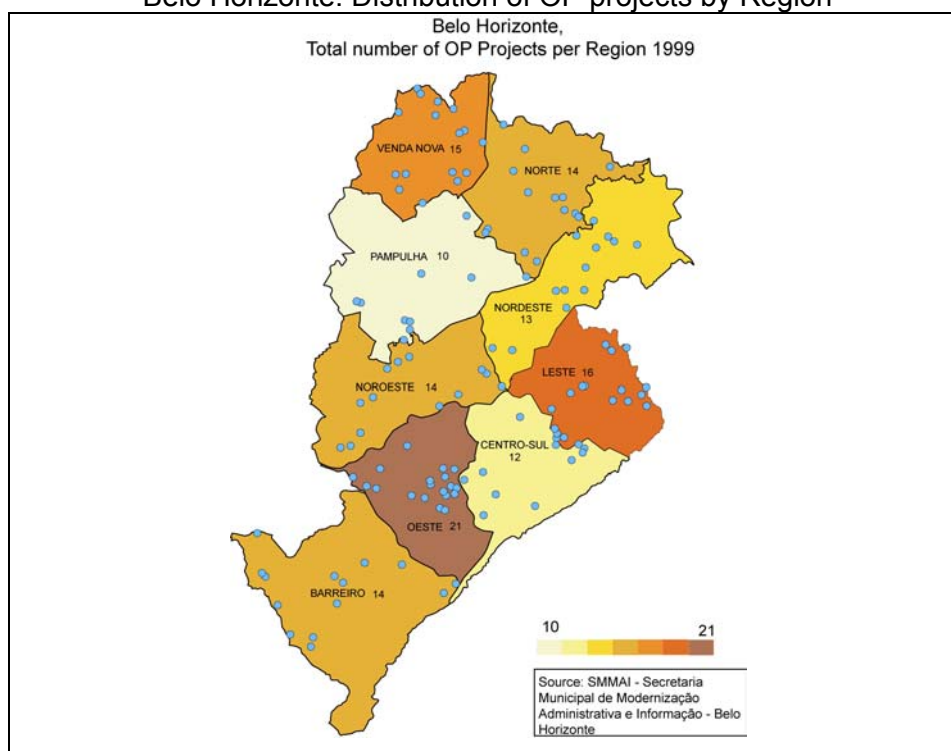 Belo Horizonte: Distribution of OP projects by Region
Belo Horizonte,
Total number of OP Projects per Region 1999
VENDA NOVA 15
NORTE 14
PAMPULHA 10
NORDESTE
13
LESTE 16
NOROESTE 14
CENTRO-SUL
12
OESTE 21
BARREIRO 14
10 21
Source: SMMAI - Secretaria
Municipal de Modernização
Administrativa e Informação - Belo
Horizonte